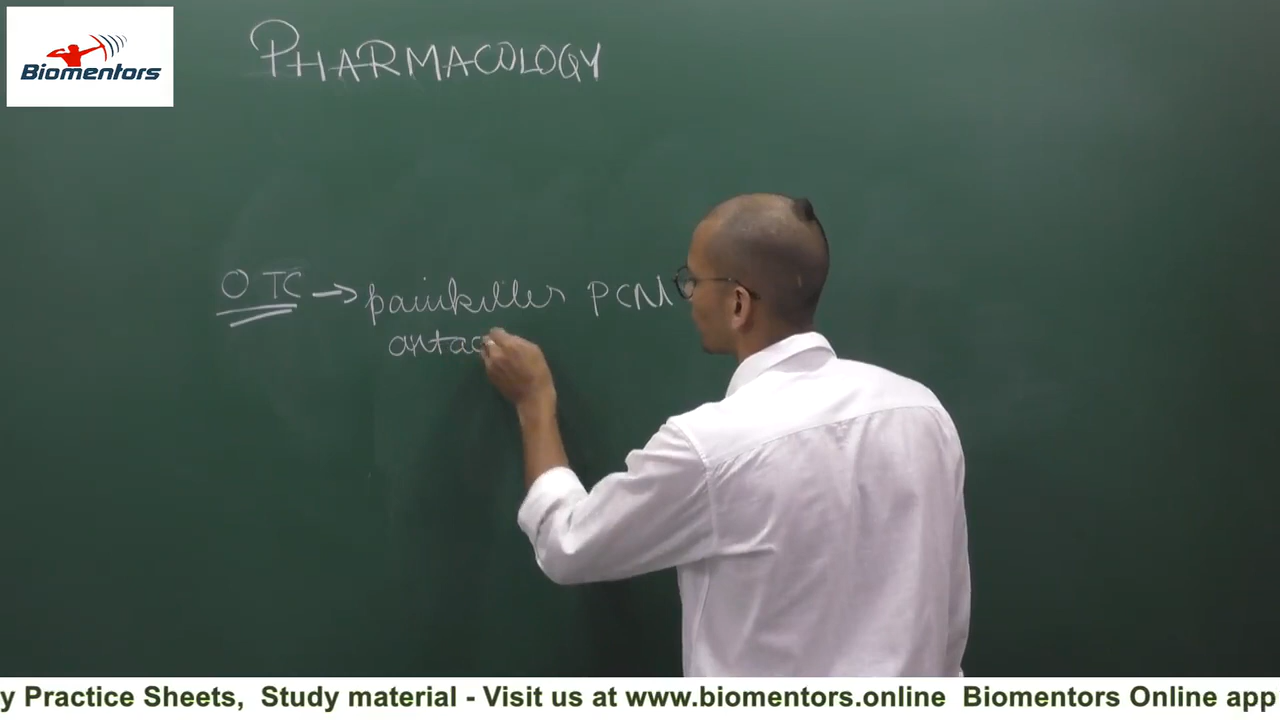 Biomentors
PHARMACOLOGY
OTC → painkiller PCM
antac
y Practice Sheets, Study material - Visit us at www.biomentors.online Biomentors Online app